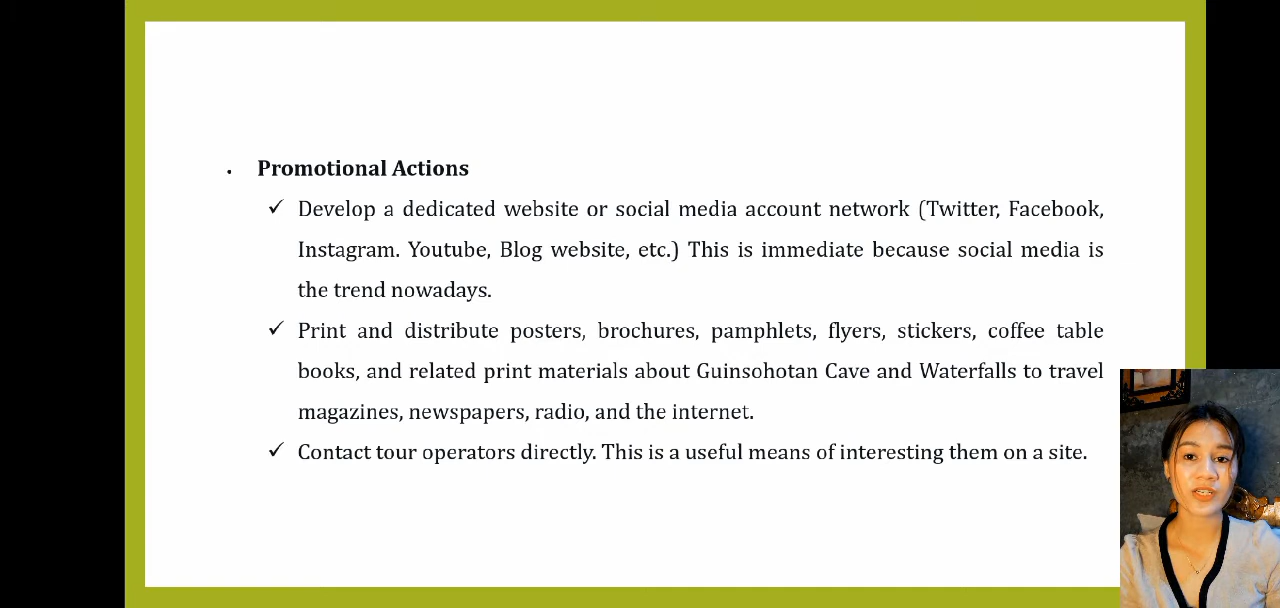 Promotional Actions
Develop a dedicated website or social media account network (Twitter, Facebook,
Instagram. Youtube, Blog website, etc.) This is immediate because social media is
the trend nowadays.
Print and distribute posters, brochures, pamphlets, flyers, stickers, coffee table
books, and related print materials about Guinsohotan Cave and Waterfalls to travel
magazines, newspapers, radio, and the internet.
Contact tour operators directly. This is a useful means of interesting them on a site.